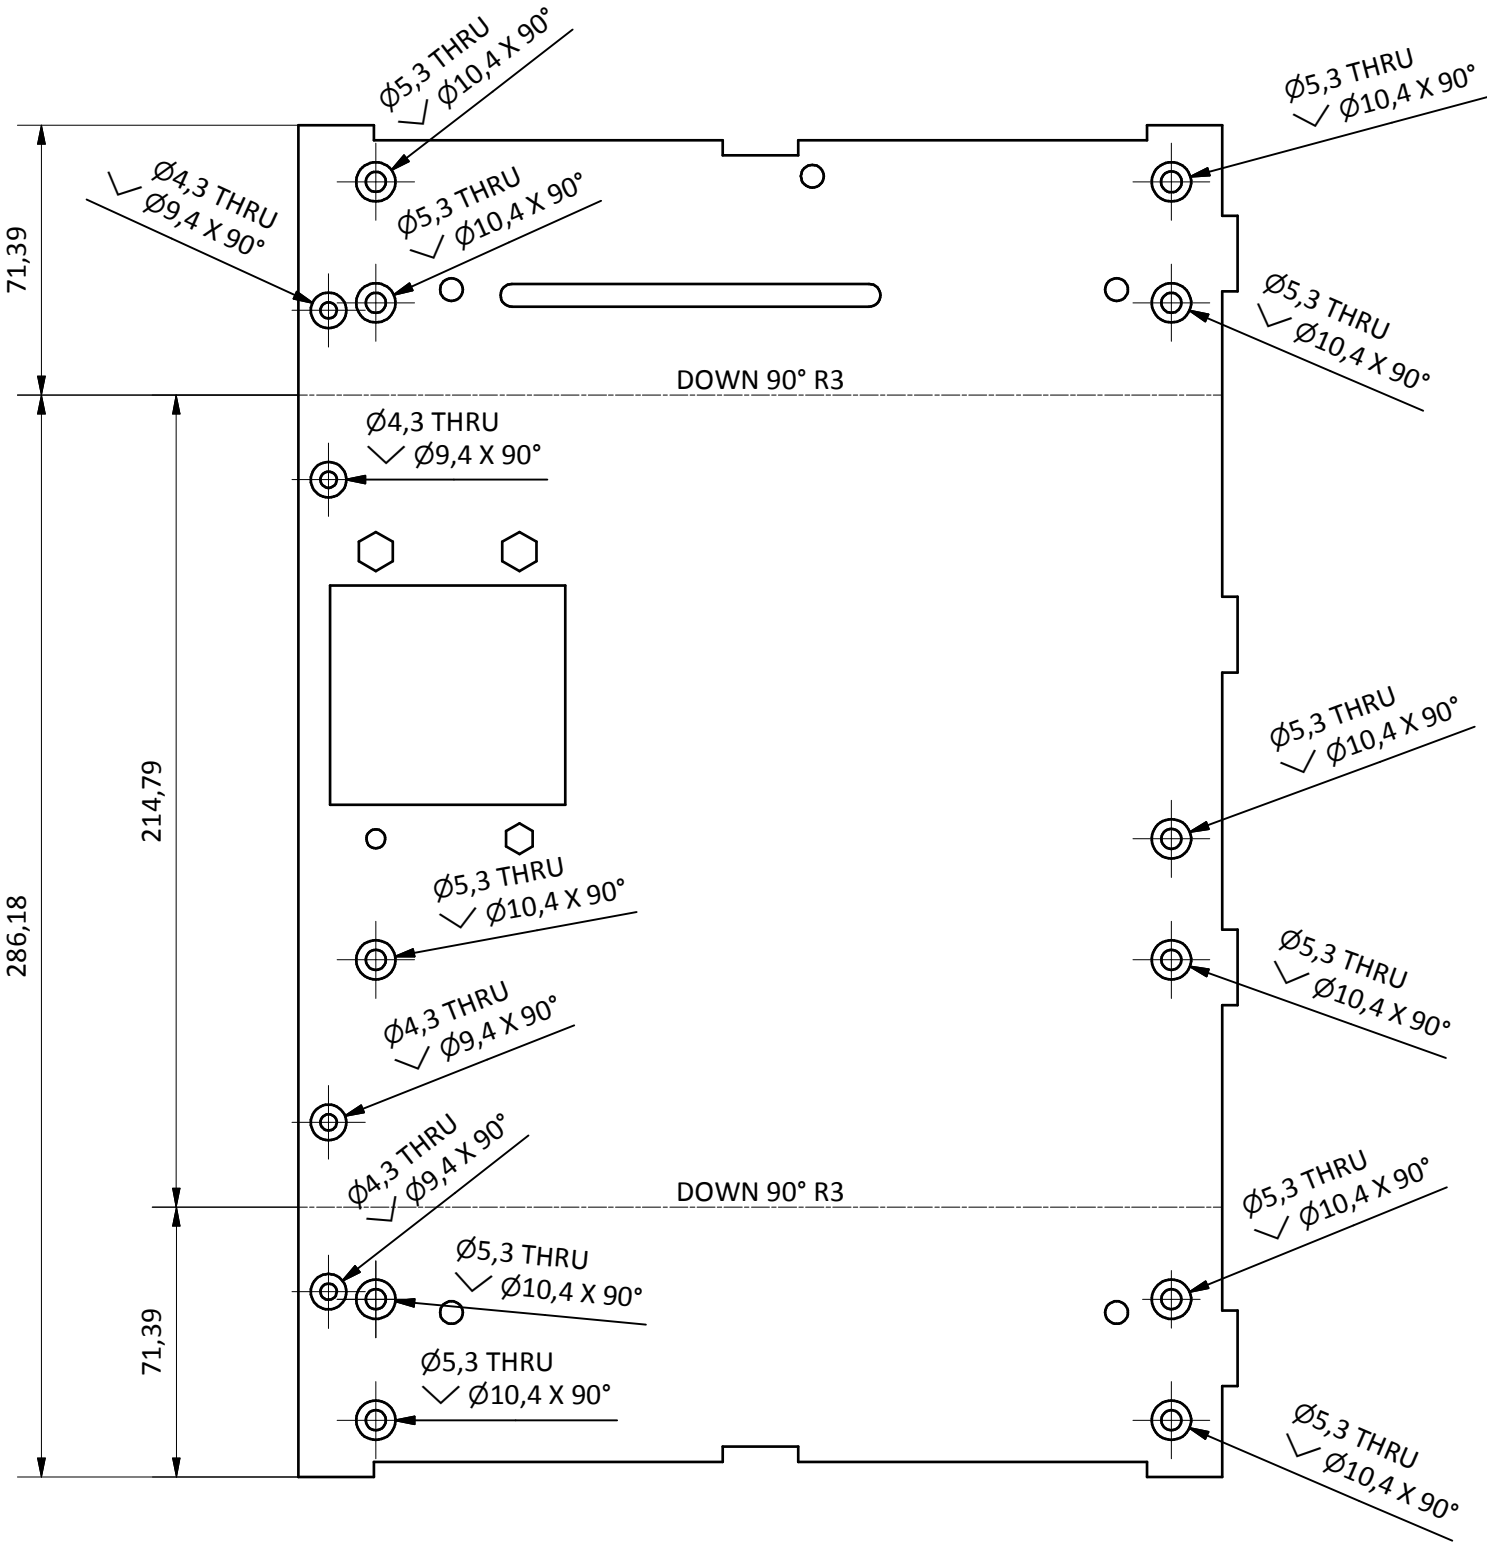 Ø5,3 THRU
⌵ Ø10,4 X 90°
Ø5,3 THRU
⌵ Ø10,4 X 90°
Ø4,3 THRU
⌵ Ø9,4 X 90°
Ø5,3 THRU
⌵ Ø10,4 X 90°
71,39
Ø5,3 THRU
⌵ Ø10,4 X 90°
DOWN 90° R3
Ø4,3 THRU
⌵ Ø9,4 X 90°
Ø5,3 THRU
⌵ Ø10,4 X 90°
214,79
Ø5,3 THRU
⌵ Ø10,4 X 90°
286,18
Ø5,3 THRU
⌵ Ø10,4 X 90°
Ø4,3 THRU
⌵ Ø9,4 X 90°
Ø4,3 THRU
⌵ Ø9,4 X 90°
DOWN 90° R3
Ø5,3 THRU
⌵ Ø10,4 X 90°
Ø5,3 THRU
⌵ Ø10,4 X 90°
71,39
Ø5,3 THRU
⌵ Ø10,4 X 90°
Ø5,3 THRU
⌵ Ø10,4 X 90°